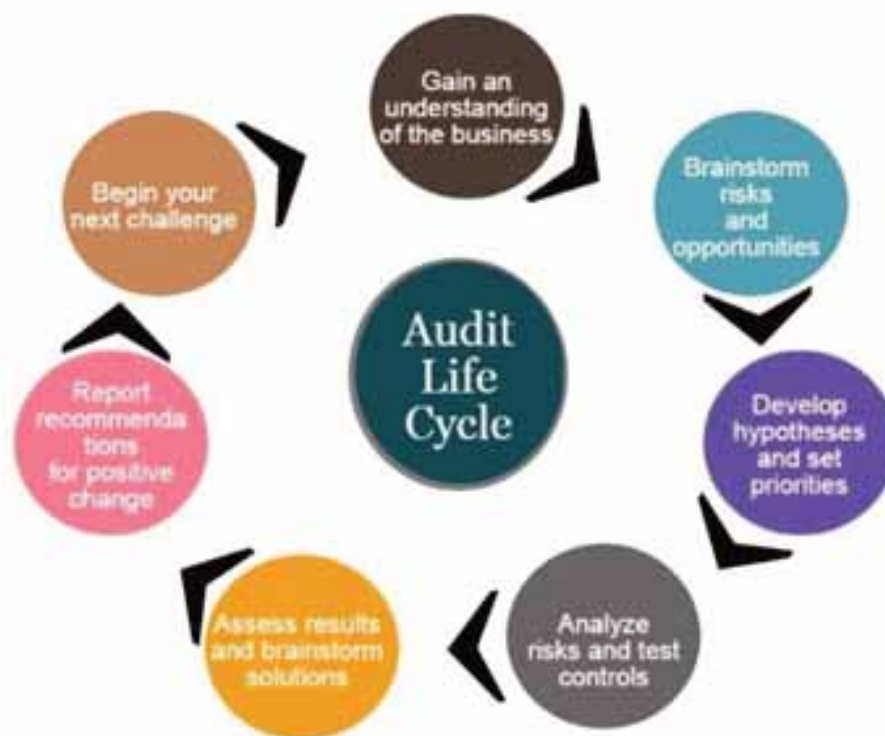 Gain an
understanding
of the business
Brainstorm
risks
and
opportunities
Develop
hypotheses
and set
priorities
Analyze
risks and test
controls
Assess results
and brainstorm
solutions
Report
recommenda
tions
for positive
change
Begin your
next challenge
Audit
Life
Cycle